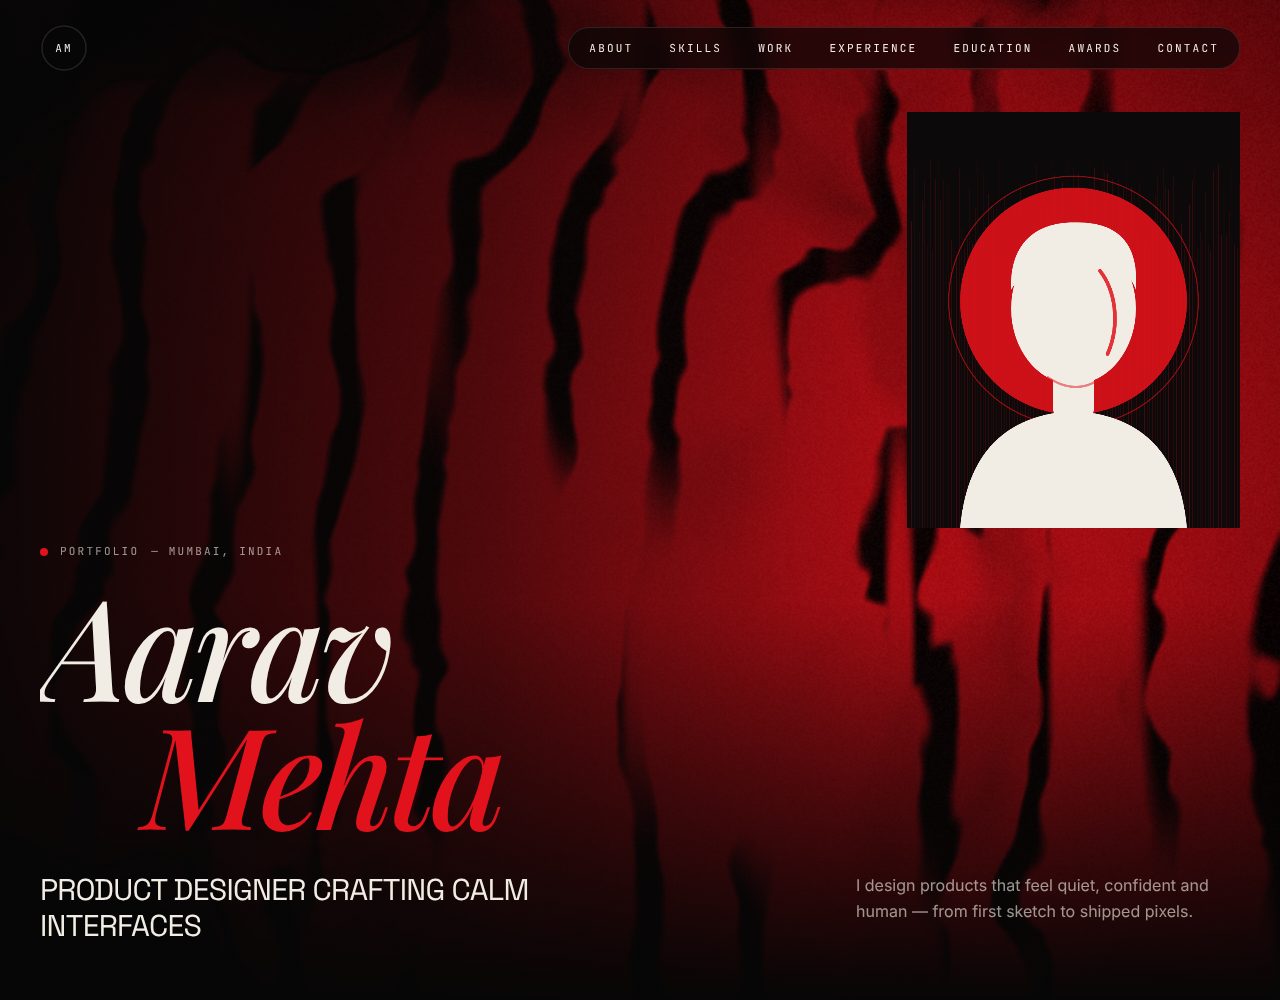 AM
ABOUT SKILLS WORK EXPERIENCE EDUCATION AWARDS CONTACT
PORTFOLIO — MUMBAI, INDIA
Aarav
Mehta
PRODUCT DESIGNER CRAFTING CALM
INTERFACES
I design products that feel quiet, confident and
human — from first sketch to shipped pixels.